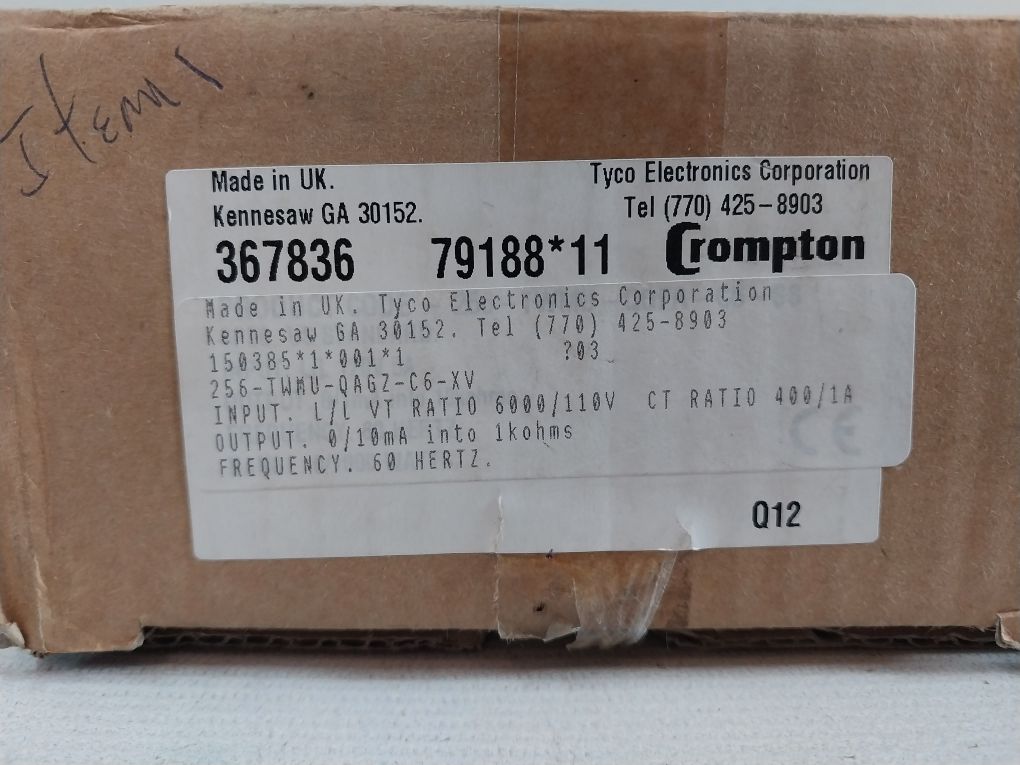 Item 1
Made in UK. Tyco Electronics Corporation
Kennesaw GA 30152. Tel (770) 425-8903
367836 79188*11 Crompton
Made in UK. Tyco Electronics Corporation
Kennesaw GA 30152. Tel (770) 425-8903
150385*1*001*1 ?03
256-TWMU-QAGZ-C6-XV
INPUT. L/L VT RATIO 6000/110V CT RATIO 400/1A
OUTPUT. 0/10mA into 1kohms
FREQUENCY. 60 HERTZ.
CE
Q12